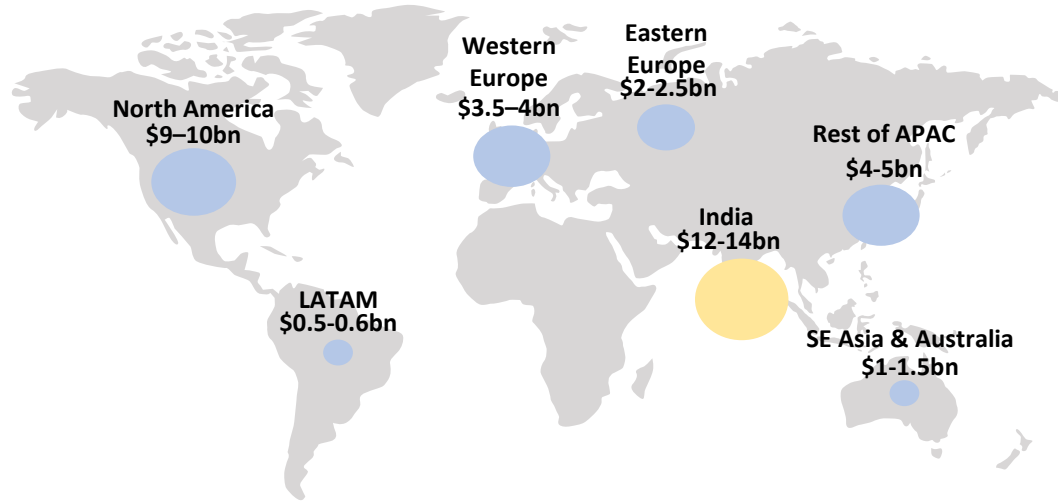 North America
$9–10bn
Western
Europe
$3.5–4bn
Eastern
Europe
$2-2.5bn
Rest of APAC
$4-5bn
India
$12-14bn
LATAM
$0.5-0.6bn
SE Asia & Australia
$1-1.5bn